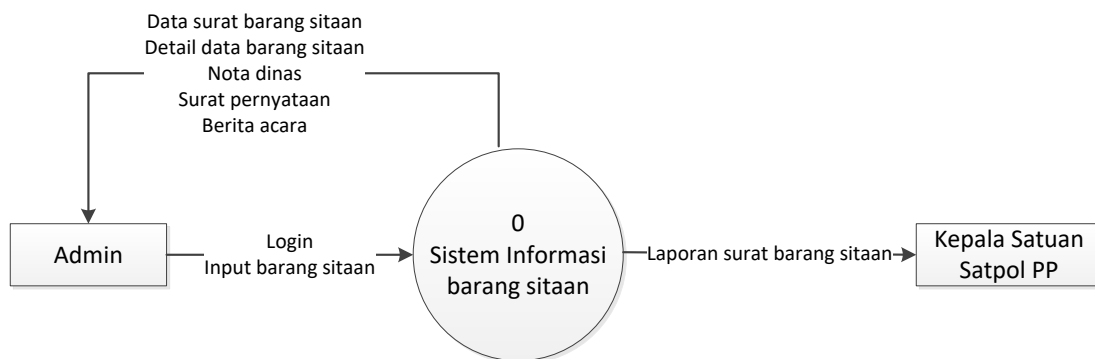 Data surat barang sitaan
Detail data barang sitaan
Nota dinas
Surat pernyataan
Berita acara
Admin
Login
Input barang sitaan
0
Sistem Informasi
barang sitaan
Laporan surat barang sitaan
Kepala Satuan
Satpol PP